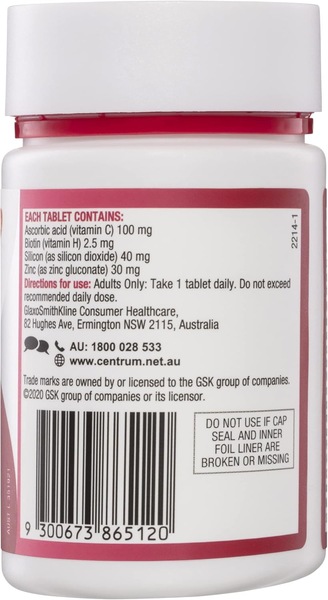 EACH TABLET CONTAINS:
Ascorbic acid (vitamin C) 100 mg
Biotin (vitamin H) 2.5 mg
Silicon (as silicon dioxide) 40 mg
Zinc (as zinc gluconate) 30 mg
Directions for use: Adults Only: Take 1 tablet daily. Do not exceed
recommended daily dose.
GlaxoSmithKline Consumer Healthcare,
82 Hughes Ave, Ermington NSW 2115, Australia
AU: 1800 028 533
www.centrum.net.au
Trade marks are owned by or licensed to the GSK group of companies.
©2020 GSK group of companies or its licensor.
DO NOT USE IF CAP
SEAL AND INNER
FOIL LINER ARE
BROKEN OR MISSING
9 300673 865120
2214-1